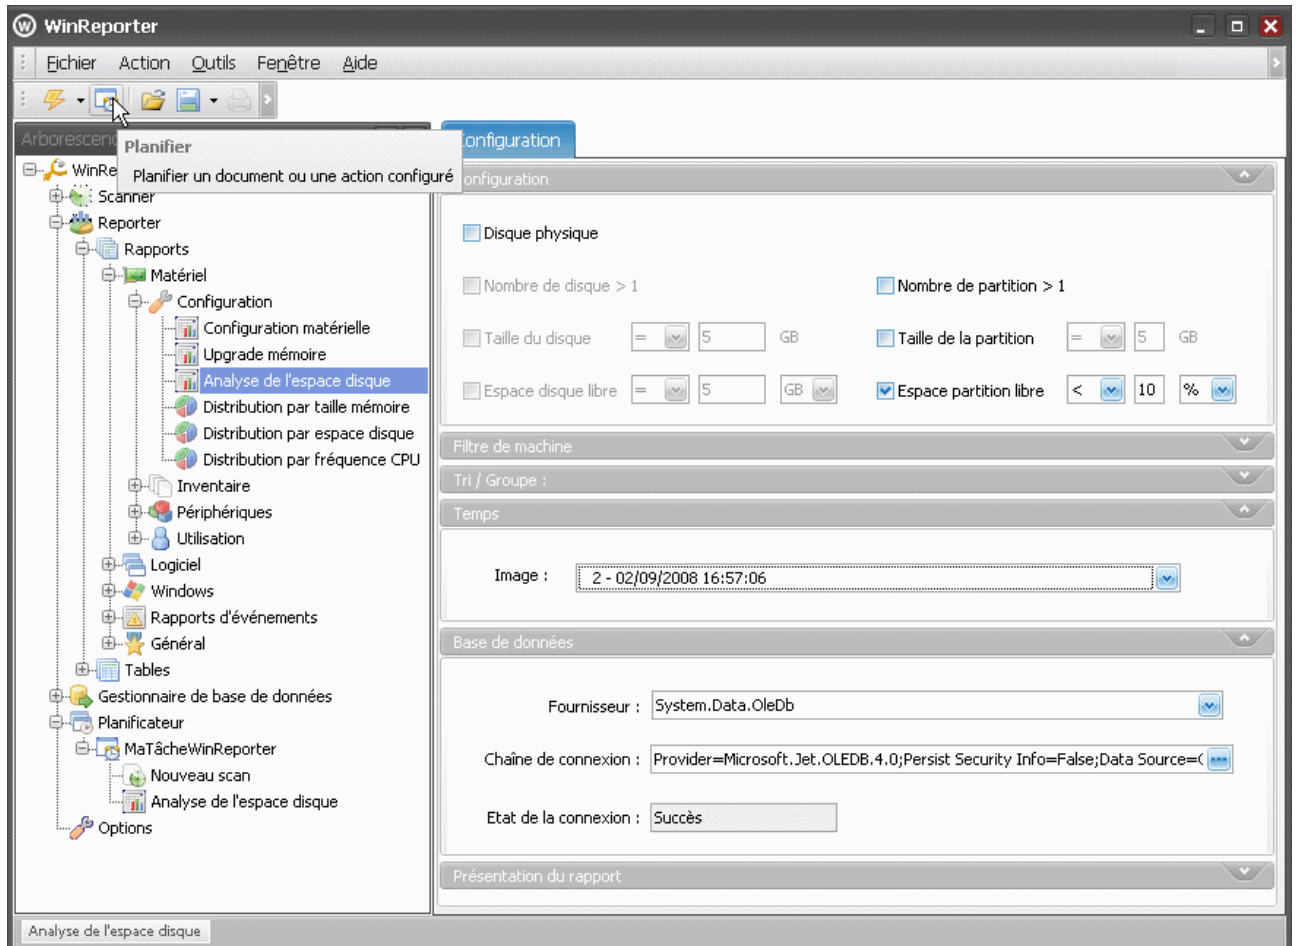 WinReporter
Fichier Action Outils Fenêtre Aide
Planifier
Planifier un document ou une action configuré
Scanner
Reporter
Rapports
Matériel
Configuration
Configuration matérielle
Upgrade mémoire
Analyse de l'espace disque
Distribution par taille mémoire
Distribution par espace disque
Distribution par fréquence CPU
Inventaire
Périphériques
Utilisation
Logiciel
Windows
Rapports d'événements
Général
Tables
Gestionnaire de base de données
Planificateur
MaTâcheWinReporter
Nouveau scan
Analyse de l'espace disque
Options
Disque physique
Nombre de disque > 1 Nombre de partition > 1
Taille du disque = 5 GB Taille de la partition = 5 GB
Espace disque libre = 5 GB Espace partition libre < 10 %
Filtre de machine
Tri / Groupe :
Temps
Image : 2 - 02/09/2008 16:57:06
Base de données
Fournisseur : System.Data.OleDb
Chaîne de connexion : Provider=Microsoft.Jet.OLEDB.4.0;Persist Security Info=False;Data Source=
Etat de la connexion : Succès
Présentation du rapport
Analyse de l'espace disque